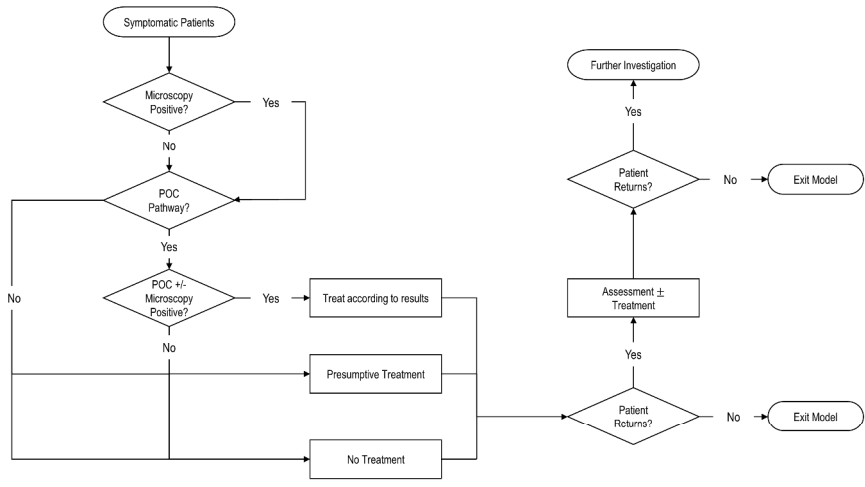 Symptomatic Patients
Microscopy
Positive?
Yes
No
POC
Pathway?
Yes
No
POC +/-
Microscopy
Positive?
Yes
No
Treat according to results
Presumptive Treatment
No Treatment
Further Investigation
Yes
Patient
Returns?
No
Exit Model
Assessment ±
Treatment
Yes
Patient
Returns?
No
Exit Model